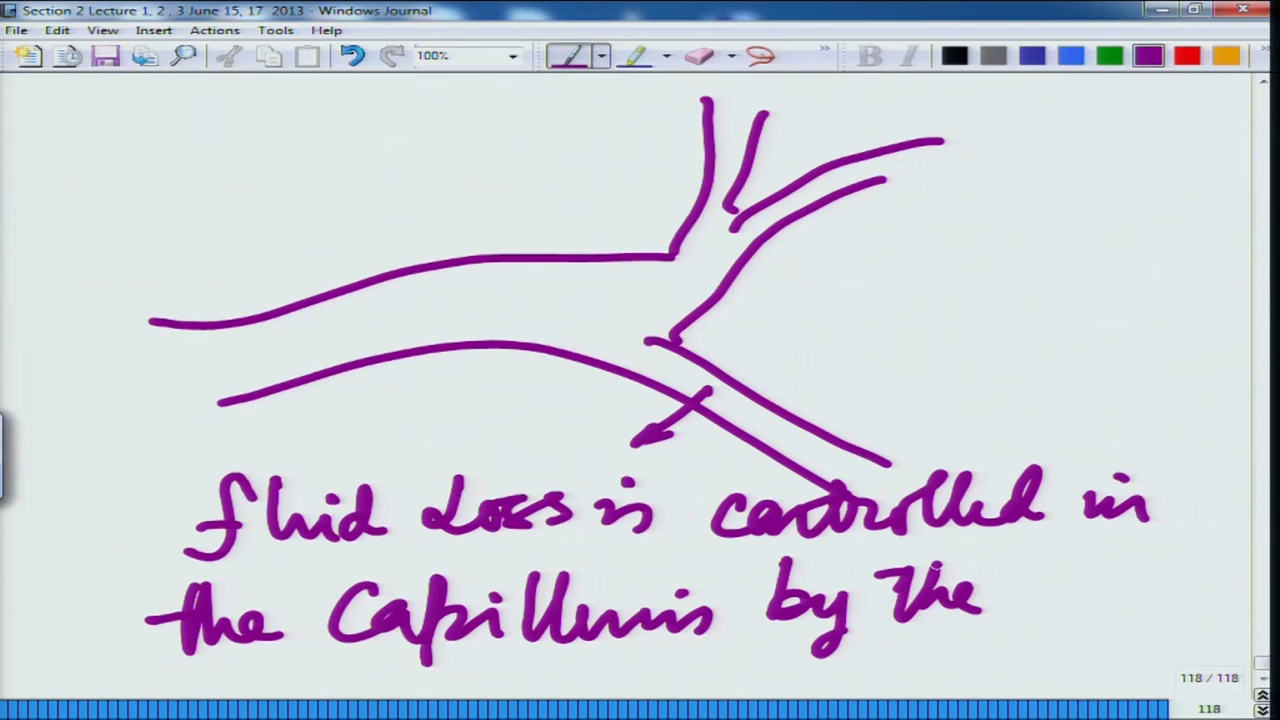 Section 2 Lecture 1, 2 , 3 June 15, 17 2013 - Windows Journal
File Edit View Insert Actions Tools Help
100%
B I
fluid Loss is controlled in
the Capillaries by the
118 / 118
118